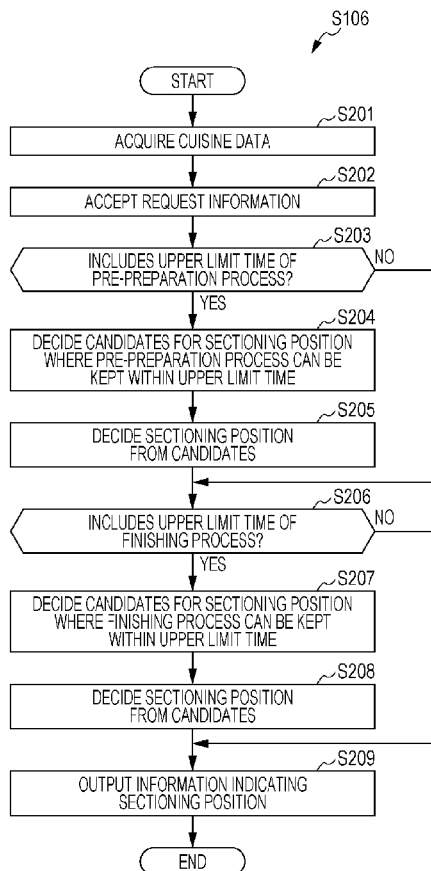 S106
START
S201
ACQUIRE CUISINE DATA
S202
ACCEPT REQUEST INFORMATION
S203
INCLUDES UPPER LIMIT TIME OF
PRE-PREPARATION PROCESS?
NO
YES
S204
DECIDE CANDIDATES FOR SECTIONING POSITION
WHERE PRE-PREPARATION PROCESS CAN BE
KEPT WITHIN UPPER LIMIT TIME
S205
DECIDE SECTIONING POSITION
FROM CANDIDATES
S206
INCLUDES UPPER LIMIT TIME OF
FINISHING PROCESS?
NO
YES
S207
DECIDE CANDIDATES FOR SECTIONING POSITION
WHERE FINISHING PROCESS CAN BE KEPT
WITHIN UPPER LIMIT TIME
S208
DECIDE SECTIONING POSITION
FROM CANDIDATES
S209
OUTPUT INFORMATION INDICATING
SECTIONING POSITION
END